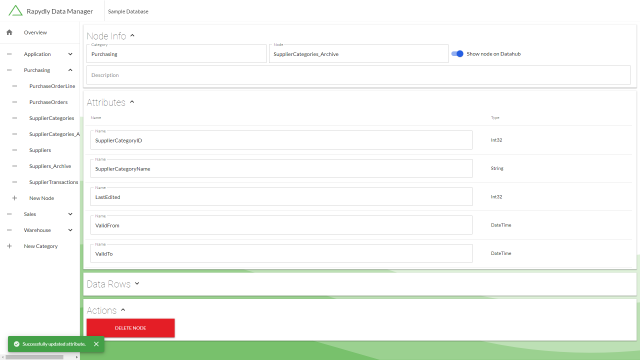 Rapydly Data Manager
Sample Database
Overview
Application
Purchasing
PurchaseOrderLine
PurchaseOrders
SupplierCategories
SupplierCategories_A
Suppliers
Suppliers_Archive
SupplierTransactions
New Node
Sales
Warehouse
New Category
Node Info
Category
Purchasing
Node
SupplierCategories_Archive
Show node on Datahub
Description
Attributes
Name
Type
Name
SupplierCategoryID
Int32
Name
SupplierCategoryName
String
Name
LastEdited
Int32
Name
ValidFrom
DateTime
Name
ValidTo
DateTime
Data Rows
Actions
DELETE NODE
Successfully updated attribute.